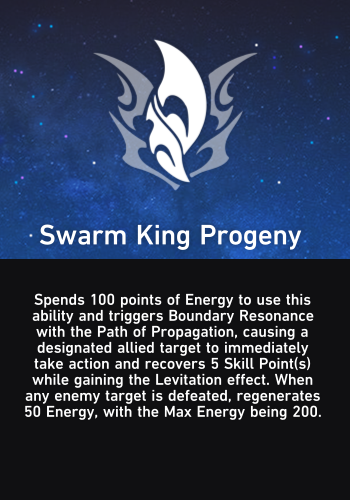 Swarm King Progeny
Spends 100 points of Energy to use this
ability and triggers Boundary Resonance
with the Path of Propagation, causing a
designated allied target to immediately
take action and recovers 5 Skill Point(s)
while gaining the Levitation effect. When
any enemy target is defeated, regenerates
50 Energy, with the Max Energy being 200.